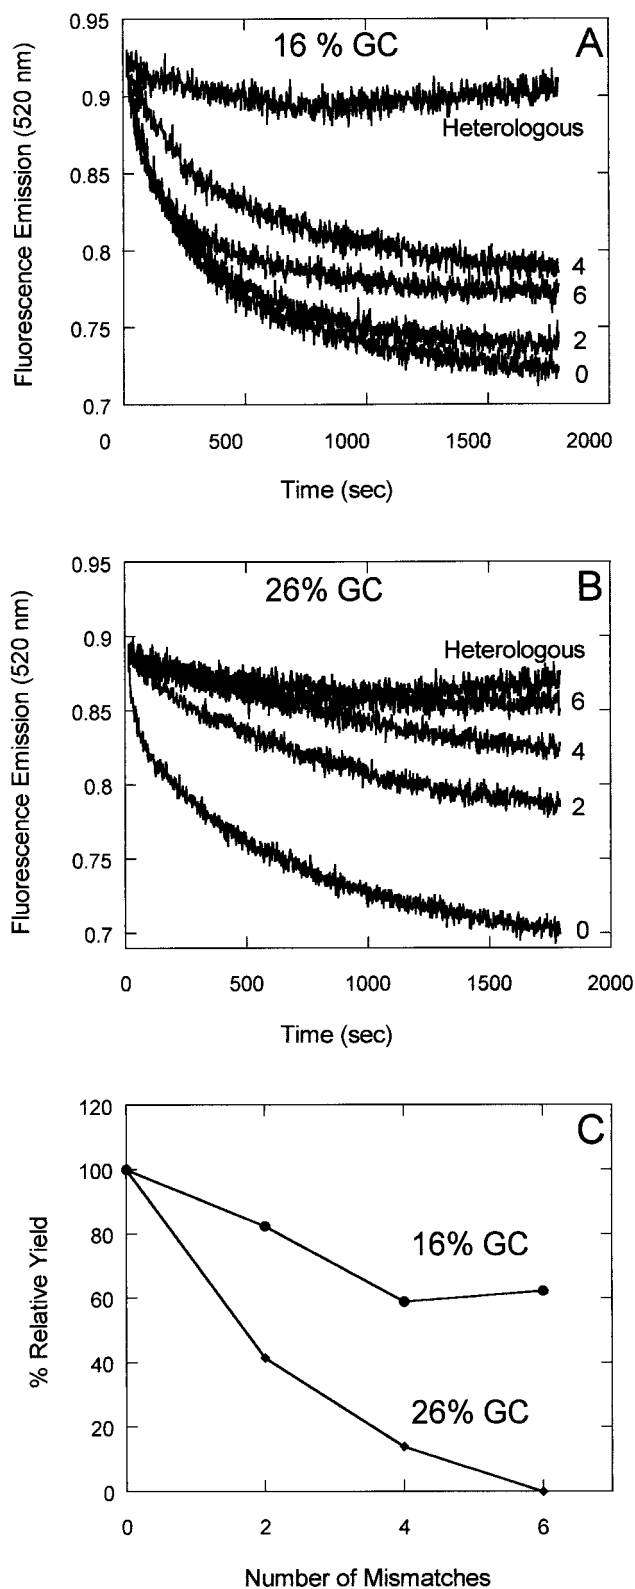 0.95
16 % GC
A
0.9
Heterologous
0.85
0.8
4
6
0.75
2
0
0.7
0
500
1000
1500
2000
Fluorescence Emission (520 nm)
Time (sec)
0.95
26% GC
B
0.9
Heterologous
6
0.85
4
0.8
2
0.75
0
0.7
0
500
1000
1500
2000
Fluorescence Emission (520 nm)
Time (sec)
120
C
100
80
16% GC
60
40
26% GC
20
0
0
2
4
6
% Relative Yield
Number of Mismatches